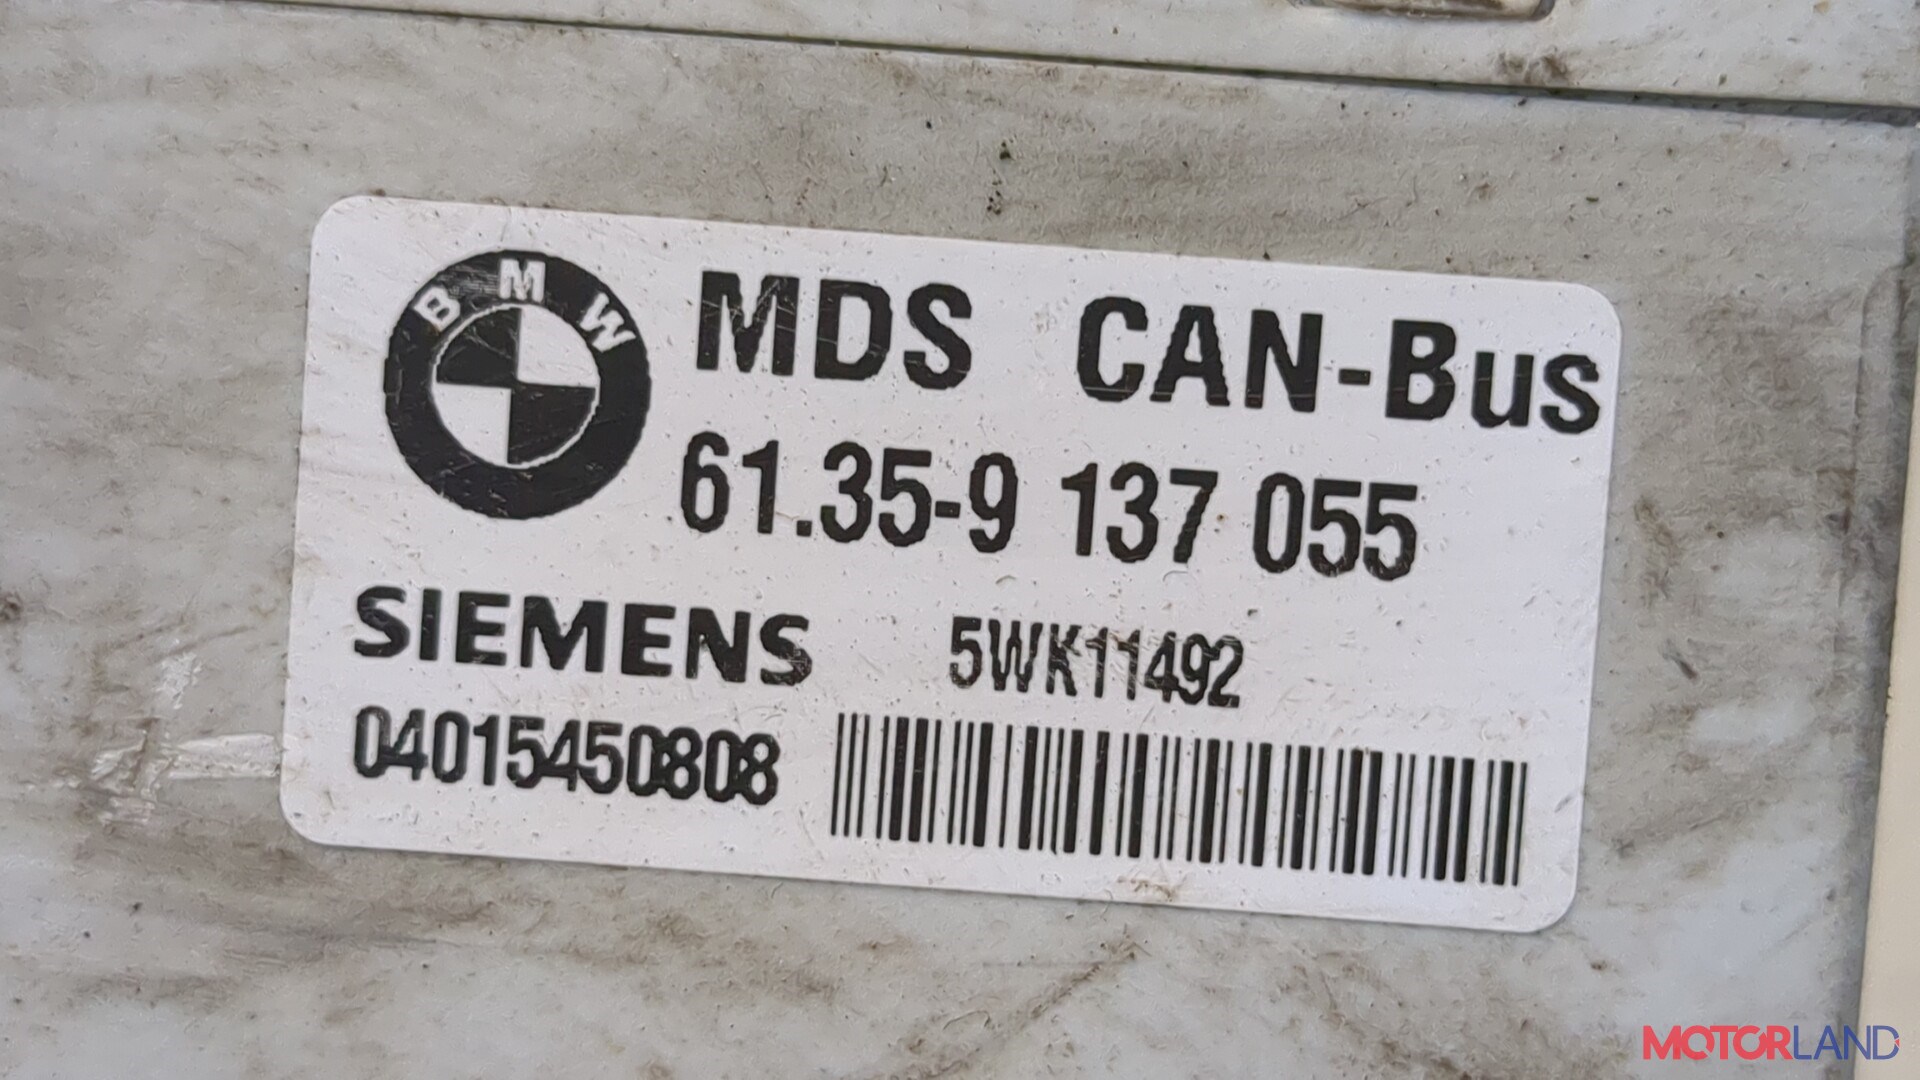 BMW
MDS CAN-Bus
61.35-9 137 055
SIEMENS 5WK11492
04015450808
MOTORLAND